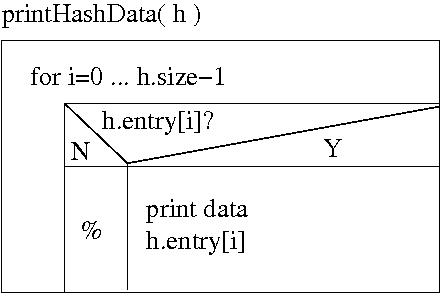 printHashData( h )
for i=0 ... h.size−1
h.entry[i]?
N
Y
%
print data
h.entry[i]